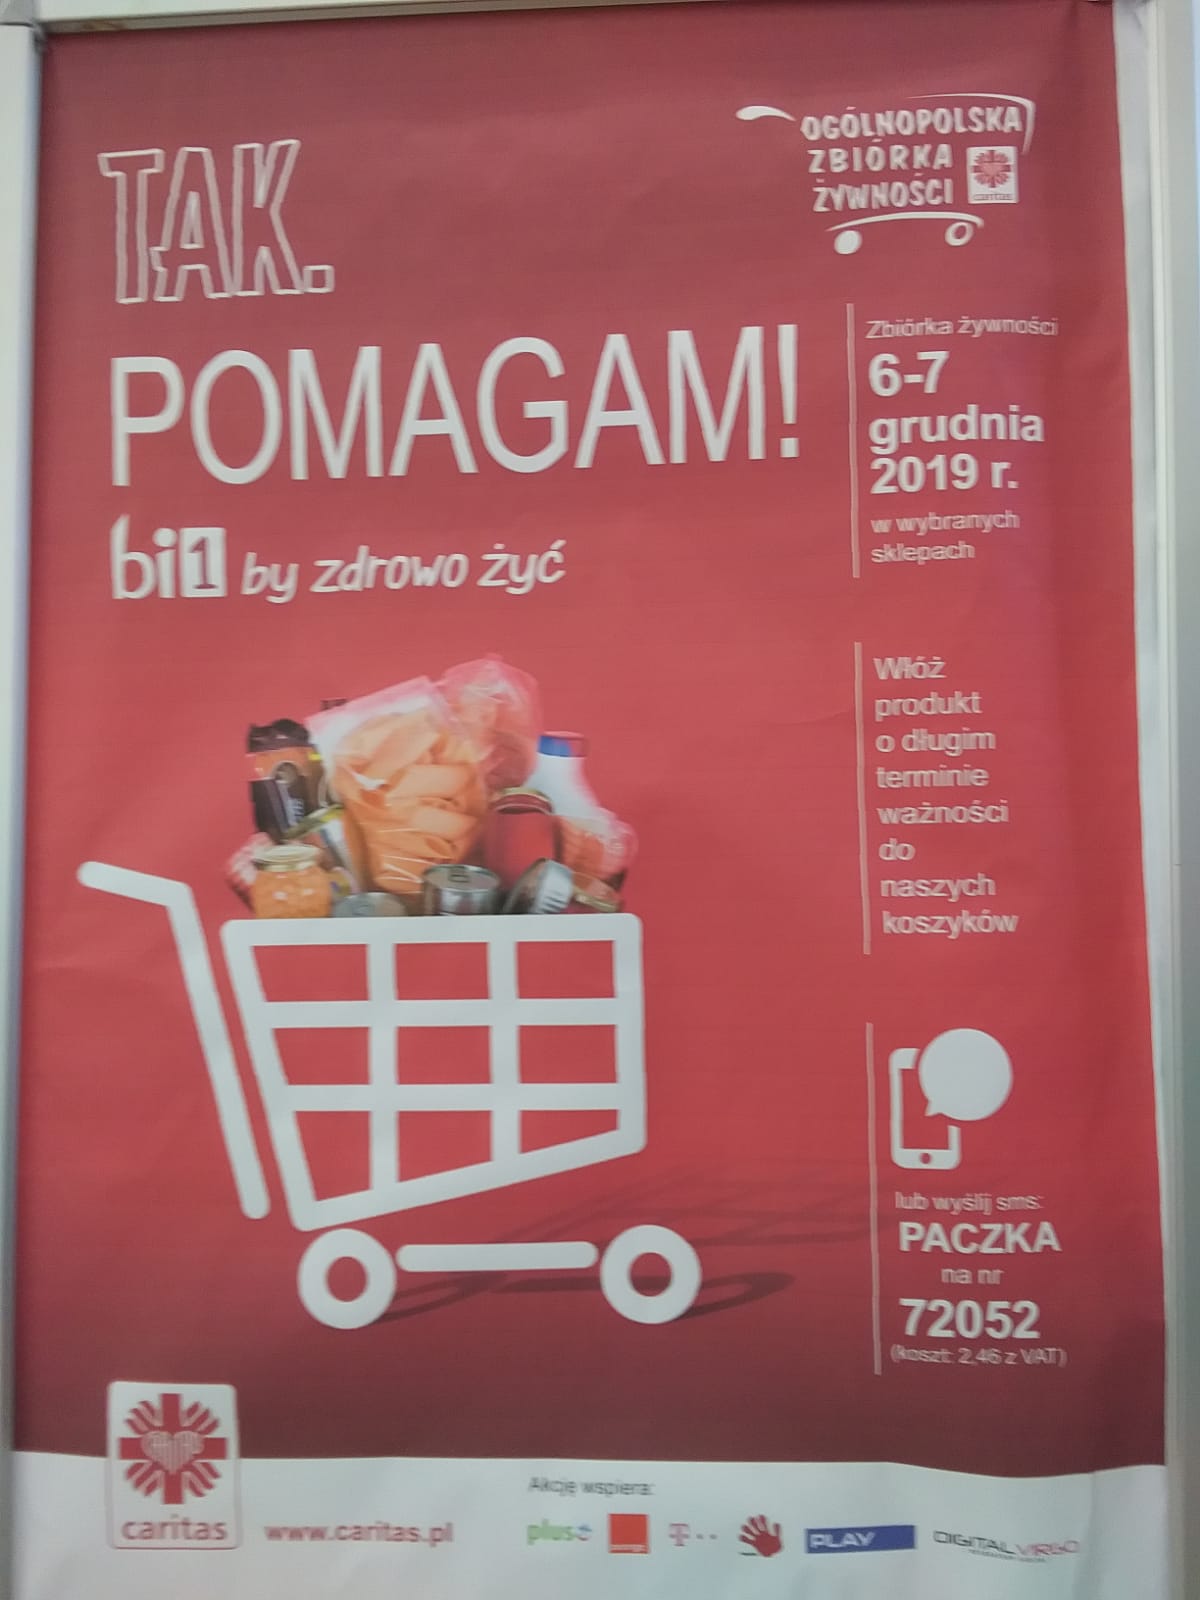 TAK.
POMAGAM!
bi1 by zdrowo żyć
OGÓLNOPOLSKA
ZBIÓRKA
ŻYWNOŚCI
caritas
Zbiórka żywności
6-7
grudnia
2019 r.
w wybranych
sklepach
Włóż
produkt
o długim
terminie
ważności
do
naszych
koszyków
lub wyślij sms:
PACZKA
na nr
72052
(koszt: 2,46 z VAT)
caritas
www.caritas.pl
Akcję wspiera:
plus
orange
T
PLAY
DIGITAL VIRGO